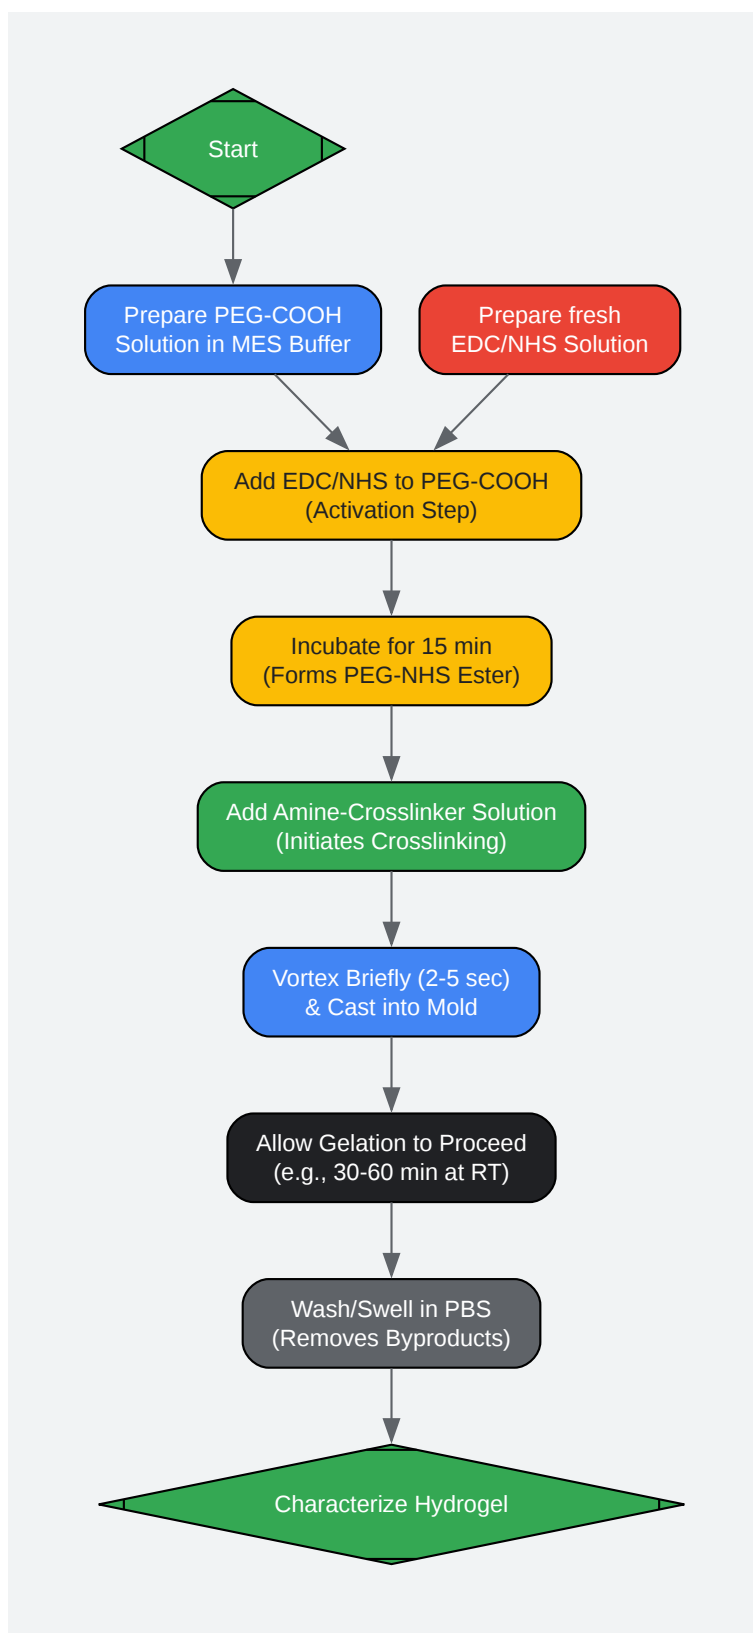 Start
Prepare PEG-COOH
Solution in MES Buffer
Prepare fresh
EDC/NHS Solution
Add EDC/NHS to PEG-COOH
(Activation Step)
Incubate for 15 min
(Forms PEG-NHS Ester)
Add Amine-Crosslinker Solution
(Initiates Crosslinking)
Vortex Briefly (2-5 sec)
& Cast into Mold
Allow Gelation to Proceed
(e.g., 30-60 min at RT)
Wash/Swell in PBS
(Removes Byproducts)
Characterize Hydrogel